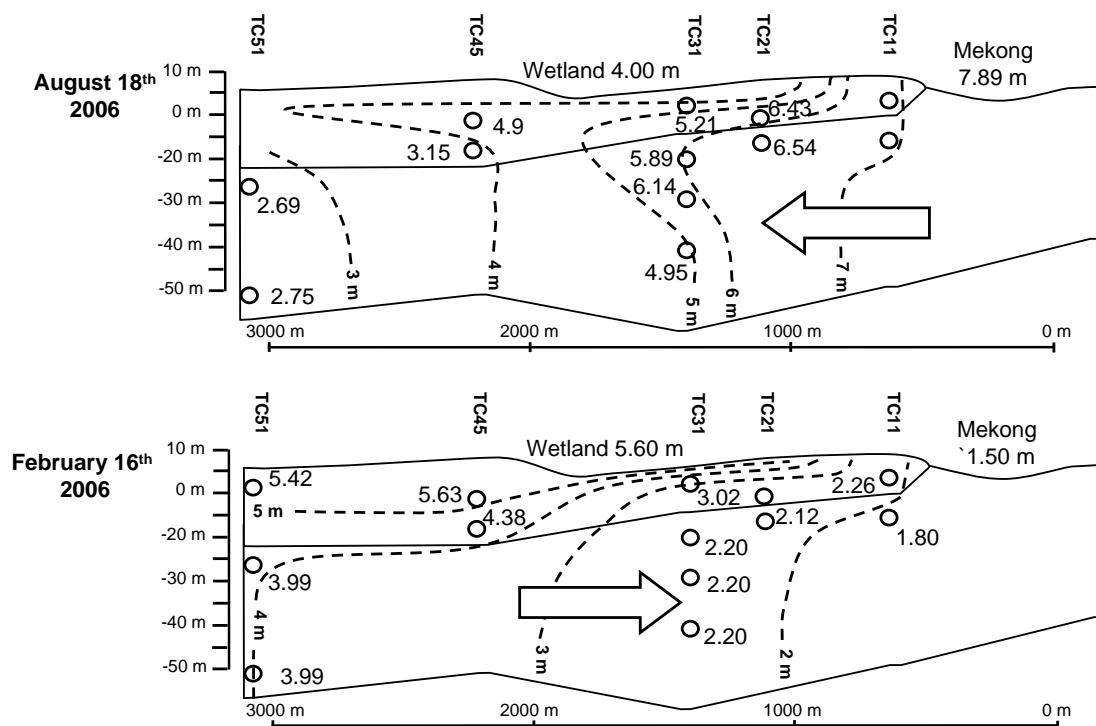 TC51 TC45 TC31 TC21 TC11
Mekong
7.89 m
Wetland 4.00 m
August 18th
2006
10 m
0 m
-20 m
-30 m
-40 m
-50 m
4.9
3.15
5.21
6.43
6.54
5.89
6.14
4.95
2.69
2.75
3 m
4 m
5 m
6 m
7 m
3000 m 2000 m 1000 m 0 m
TC51 TC45 TC31 TC21 TC11
Mekong
`1.50 m
Wetland 5.60 m
February 16th
2006
10 m
0 m
-20 m
-30 m
-40 m
-50 m
5.42
5.63
4.38
5 m
3.02
2.26
2.12
1.80
2.20
2.20
2.20
3.99
3.99
4 m
3 m
2 m
3000 m 2000 m 1000 m 0 m